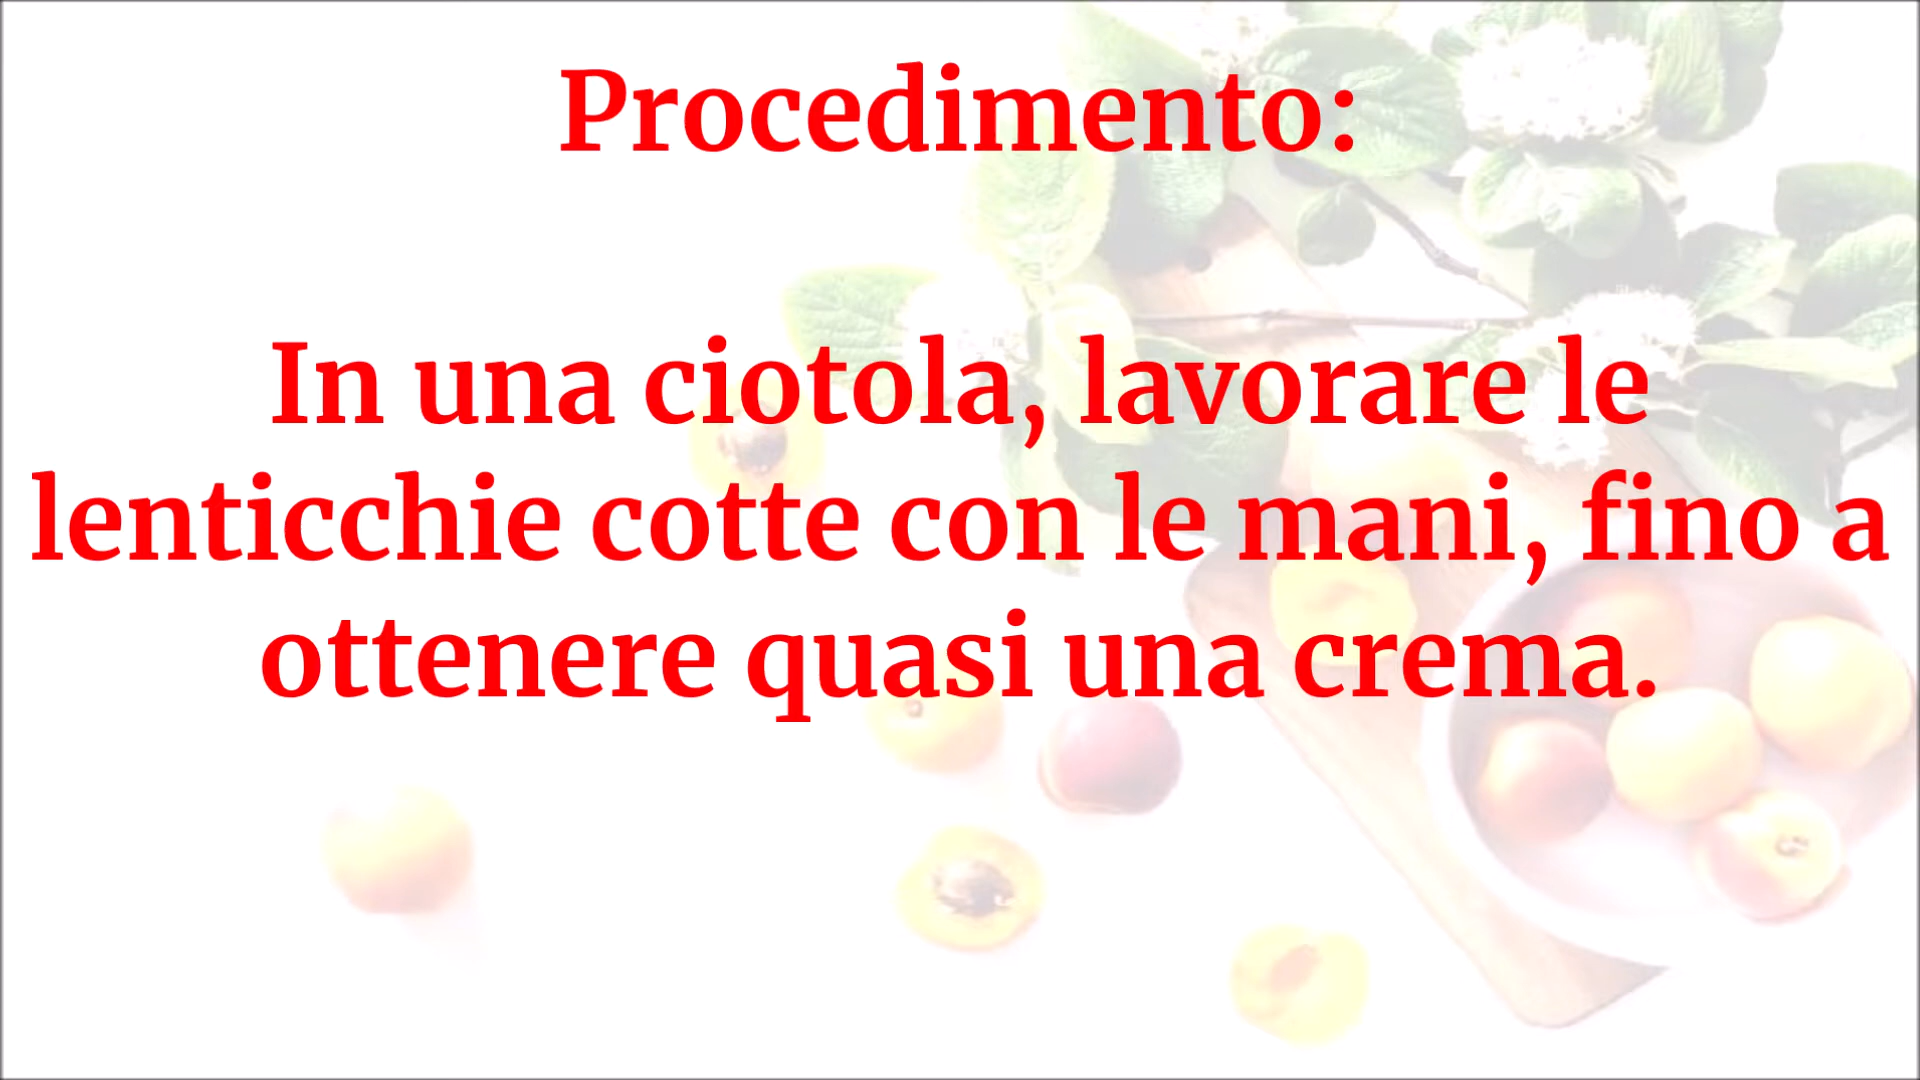 Procedimento:
In una ciotola, lavorare le
lenticchie cotte con le mani, fino a
ottenere quasi una crema.